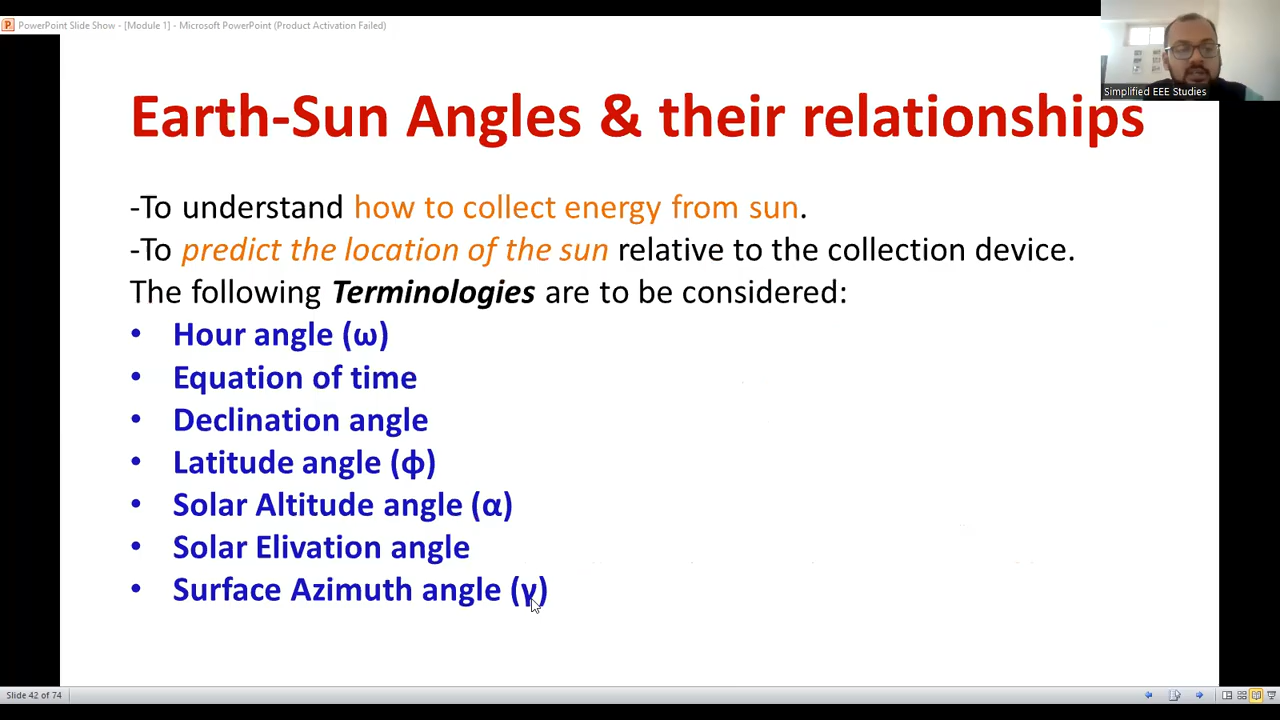 PowerPoint Slide Show - [Module 1] - Microsoft PowerPoint (Product Activation Failed)
Simplified EEE Studies
Earth-Sun Angles & their relationships
-To understand how to collect energy from sun.
-To predict the location of the sun relative to the collection device.
The following Terminologies are to be considered:
• Hour angle (ω)
• Equation of time
• Declination angle
• Latitude angle (ф)
• Solar Altitude angle (α)
• Solar Elivation angle
• Surface Azimuth angle (γ)
Slide 42 of 74